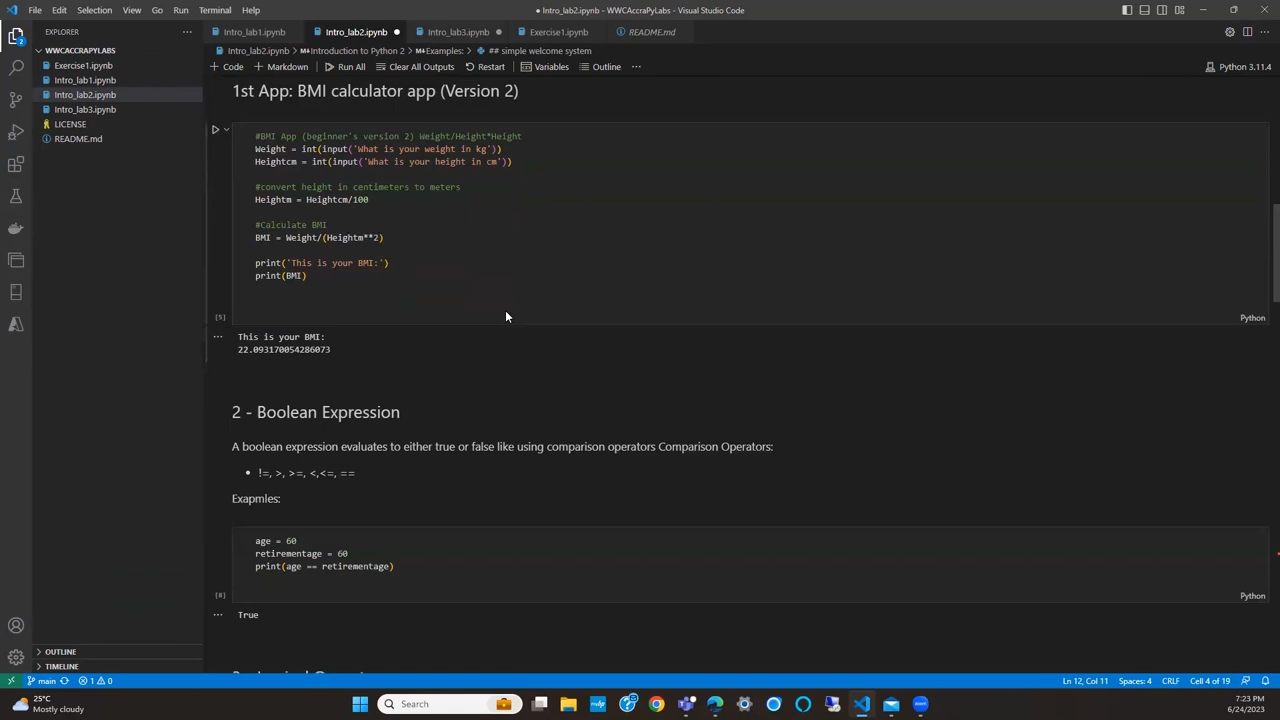 File Edit Selection View Go Run Terminal Help
● Intro_lab2.ipynb - WWCAccraPyLabs - Visual Studio Code
EXPLORER
Intro_lab1.ipynb
Intro_lab2.ipynb
Intro_lab3.ipynb
Exercise1.ipynb
README.md
WWCACCRAPYLABS
Exercise1.ipynb
Intro_lab1.ipynb
Intro_lab2.ipynb
Intro_lab3.ipynb
LICENSE
README.md
Intro_lab2.ipynb > Introduction to Python 2 > Examples: > ## simple welcome system
+ Code + Markdown Run All Clear All Outputs Restart Variables Outline ...
Python 3.11.4
1st App: BMI calculator app (Version 2)
#BMI App (beginner's version 2) Weight/Height*Height
Weight = int(input('What is your weight in kg'))
Heightcm = int(input('What is your height in cm'))
#convert height in centimeters to meters
Heightm = Heightcm/100
#Calculate BMI
BMI = Weight/(Heightm**2)
print('This is your BMI:')
print(BMI)
[5]
Python
This is your BMI:
22.093170054286073
2 - Boolean Expression
A boolean expression evaluates to either true or false like using comparison operators Comparison Operators:
• !=, >, >=, <,<=, ==
Exapmles:
age = 60
retirementage = 60
print(age == retirementage)
[8]
Python
True
OUTLINE
TIMELINE
2
main 1 0
Ln 12, Col 11 Spaces: 4 CRLF Cell 4 of 19
25°C
Mostly cloudy
Search
7:23 PM
6/24/2023